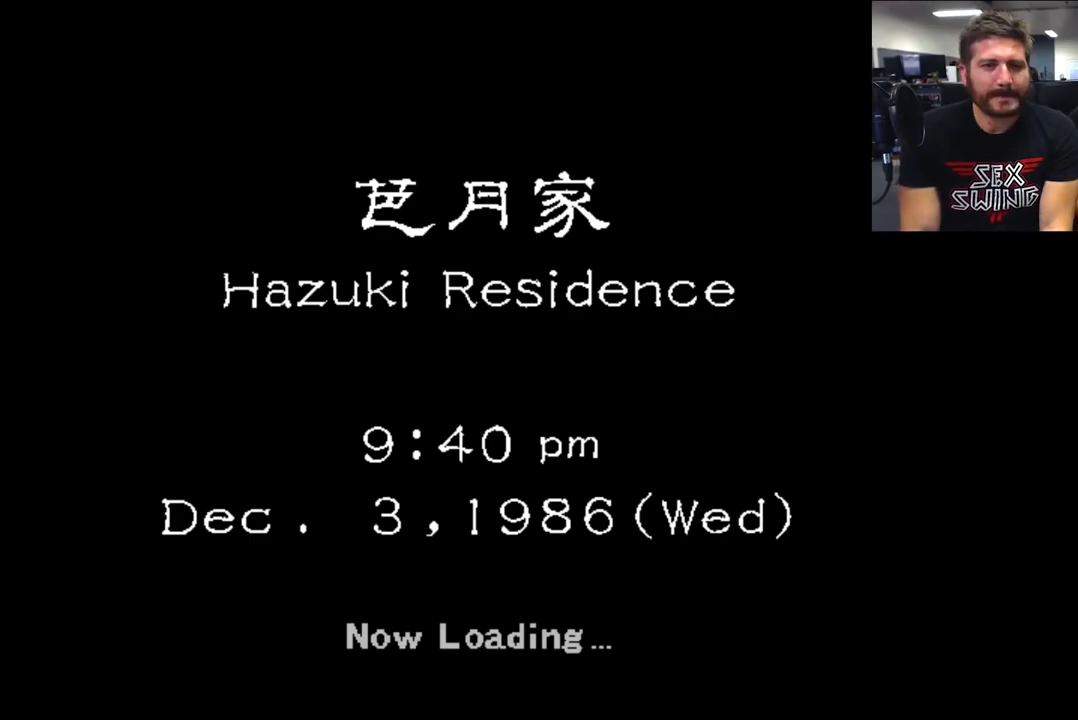 芭月家
Hazuki Residence
9:40 pm
Dec. 3,1986(Wed)
Now Loading...
SEX
SWING